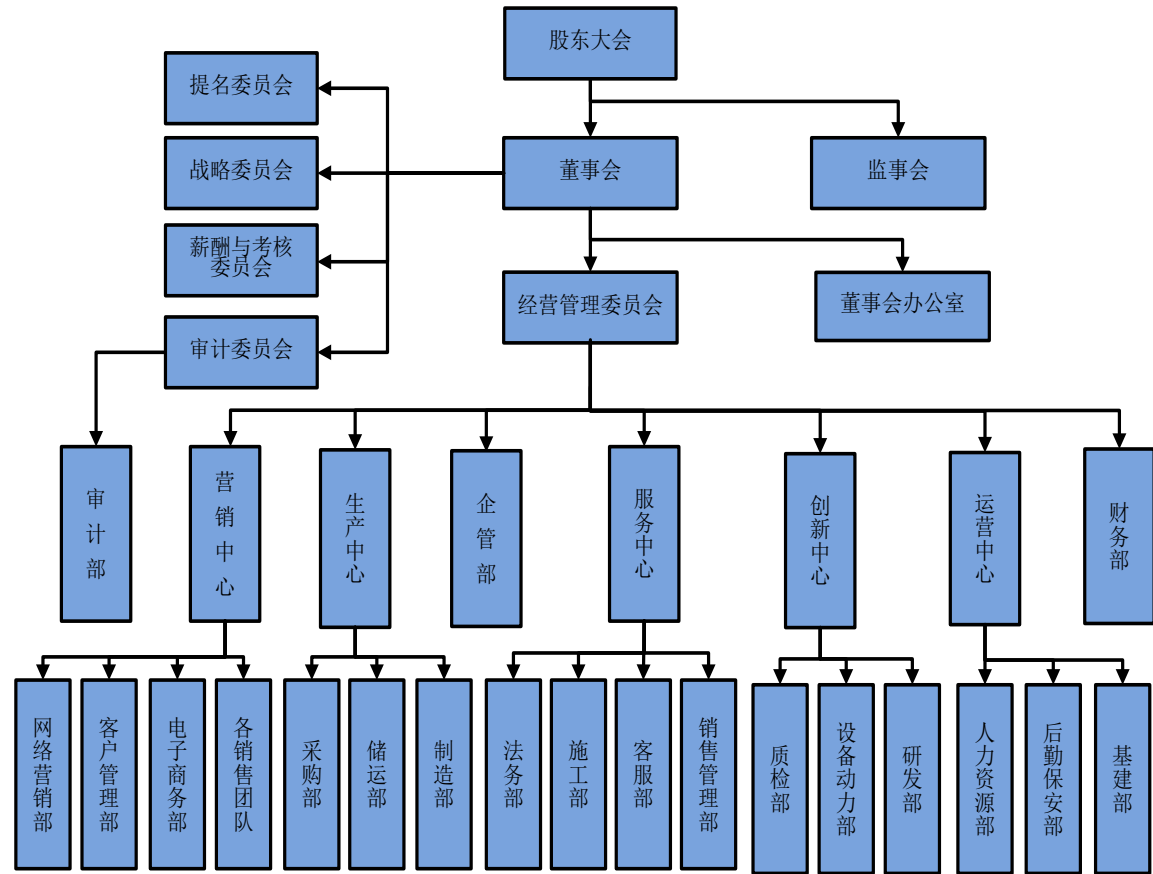 股东大会
提名委员会
战略委员会
董事会
监事会
薪酬与考核
委员会
经营管理委员会
董事会办公室
审计委员会
审计部
营销中心
生产中心
企管部
服务中心
创新中心
运营中心
财务部
网络营销部
客户管理部
电子商务部
各销售团队
采购部
储运部
制造部
法务部
施工部
客服部
销售管理部
质检部
设备动力部
研发部
人力资源部
后勤保安部
基建部